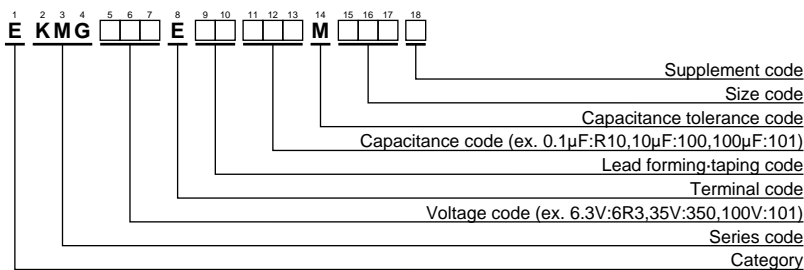 1 2 3 4 5 6 7 8 9 10 11 12 13 14 15 16 17 18
E KMG E M
Supplement code
Size code
Capacitance tolerance code
Capacitance code (ex. 0.1µF:R10,10µF:100,100µF:101)
Lead forming·taping code
Terminal code
Voltage code (ex. 6.3V:6R3,35V:350,100V:101)
Series code
Category